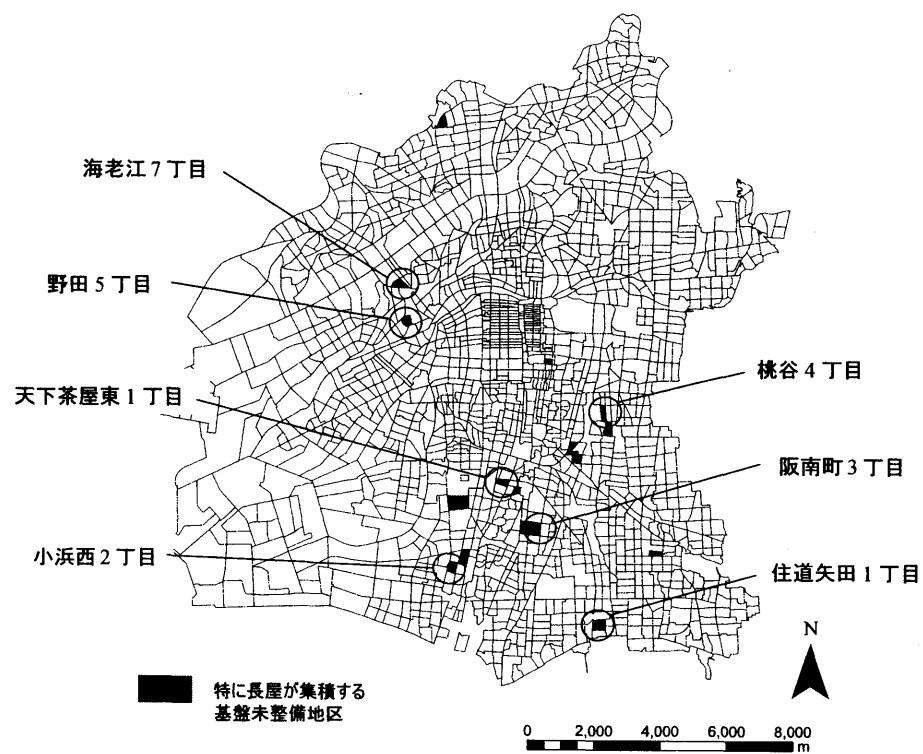 海老江7丁目
野田5丁目
天下茶屋東1丁目
小浜西2丁目
桃谷4丁目
阪南町3丁目
住道矢田1丁目
N
特に長屋が集積する
基盤未整備地区
0 2,000 4,000 6,000 8,000
m